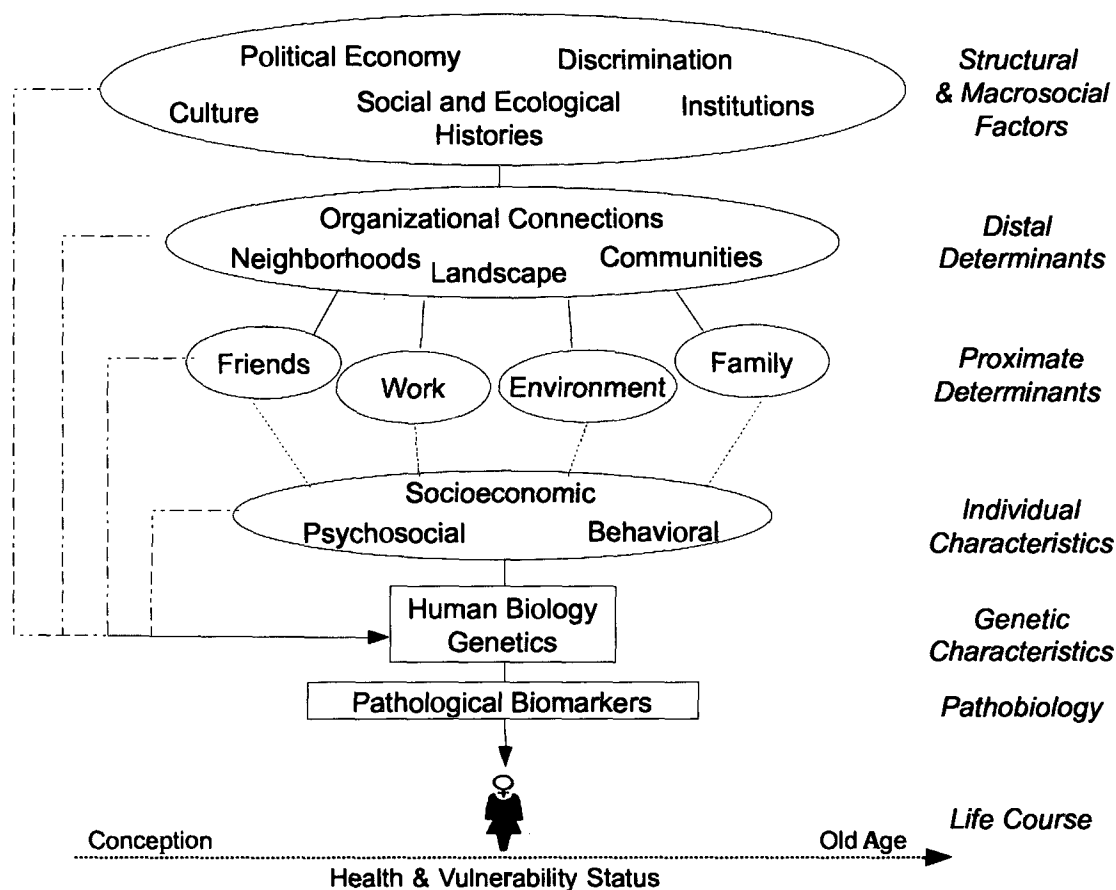 Political Economy
Discrimination
Culture
Social and Ecological
Histories
Institutions
Structural
& Macrosocial
Factors
Organizational Connections
Neighborhoods
Landscape
Communities
Distal
Determinants
Friends
Work
Environment
Family
Proximate
Determinants
Socioeconomic
Psychosocial
Behavioral
Individual
Characteristics
Human Biology
Genetics
Genetic
Characteristics
Pathological Biomarkers
Pathobiology
Life Course
Conception
Old Age
Health & Vulnerability Status